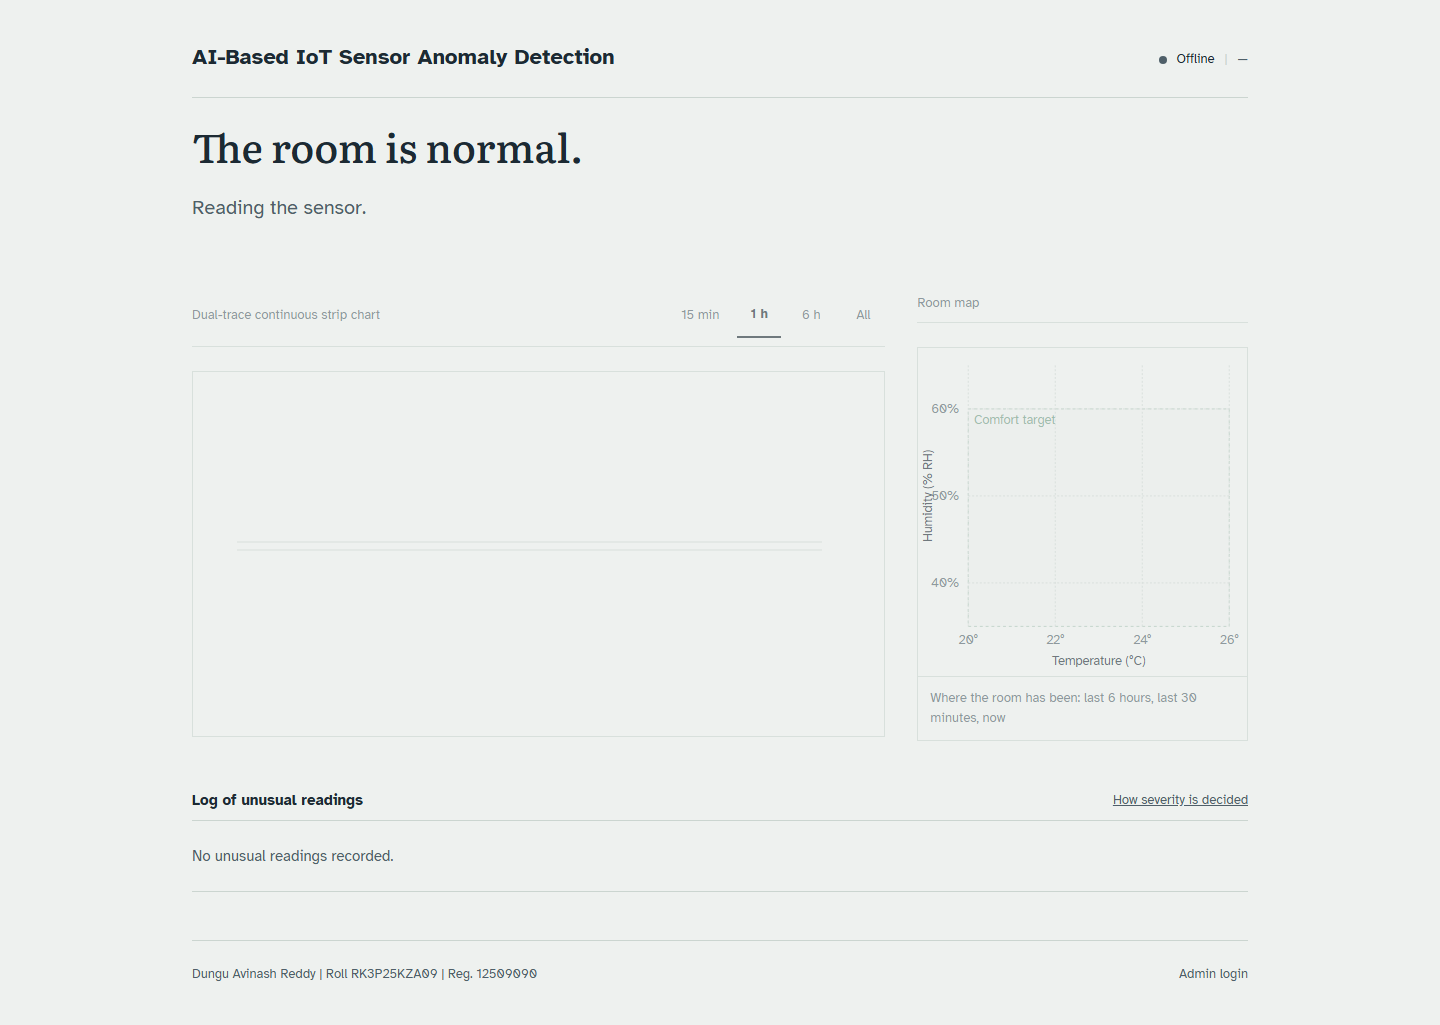 AI-Based IoT Sensor Anomaly Detection
Offline | —
The room is normal.
Reading the sensor.
Dual-trace continuous strip chart
15 min 1 h 6 h All
Room map
60%
Comfort target
50%
Humidity (% RH)
40%
20° 22° 24° 26°
Temperature (°C)
Where the room has been: last 6 hours, last 30
minutes, now
Log of unusual readings
How severity is decided
No unusual readings recorded.
Dungu Avinash Reddy | Roll RK3P25KZA09 | Reg. 12509090
Admin login